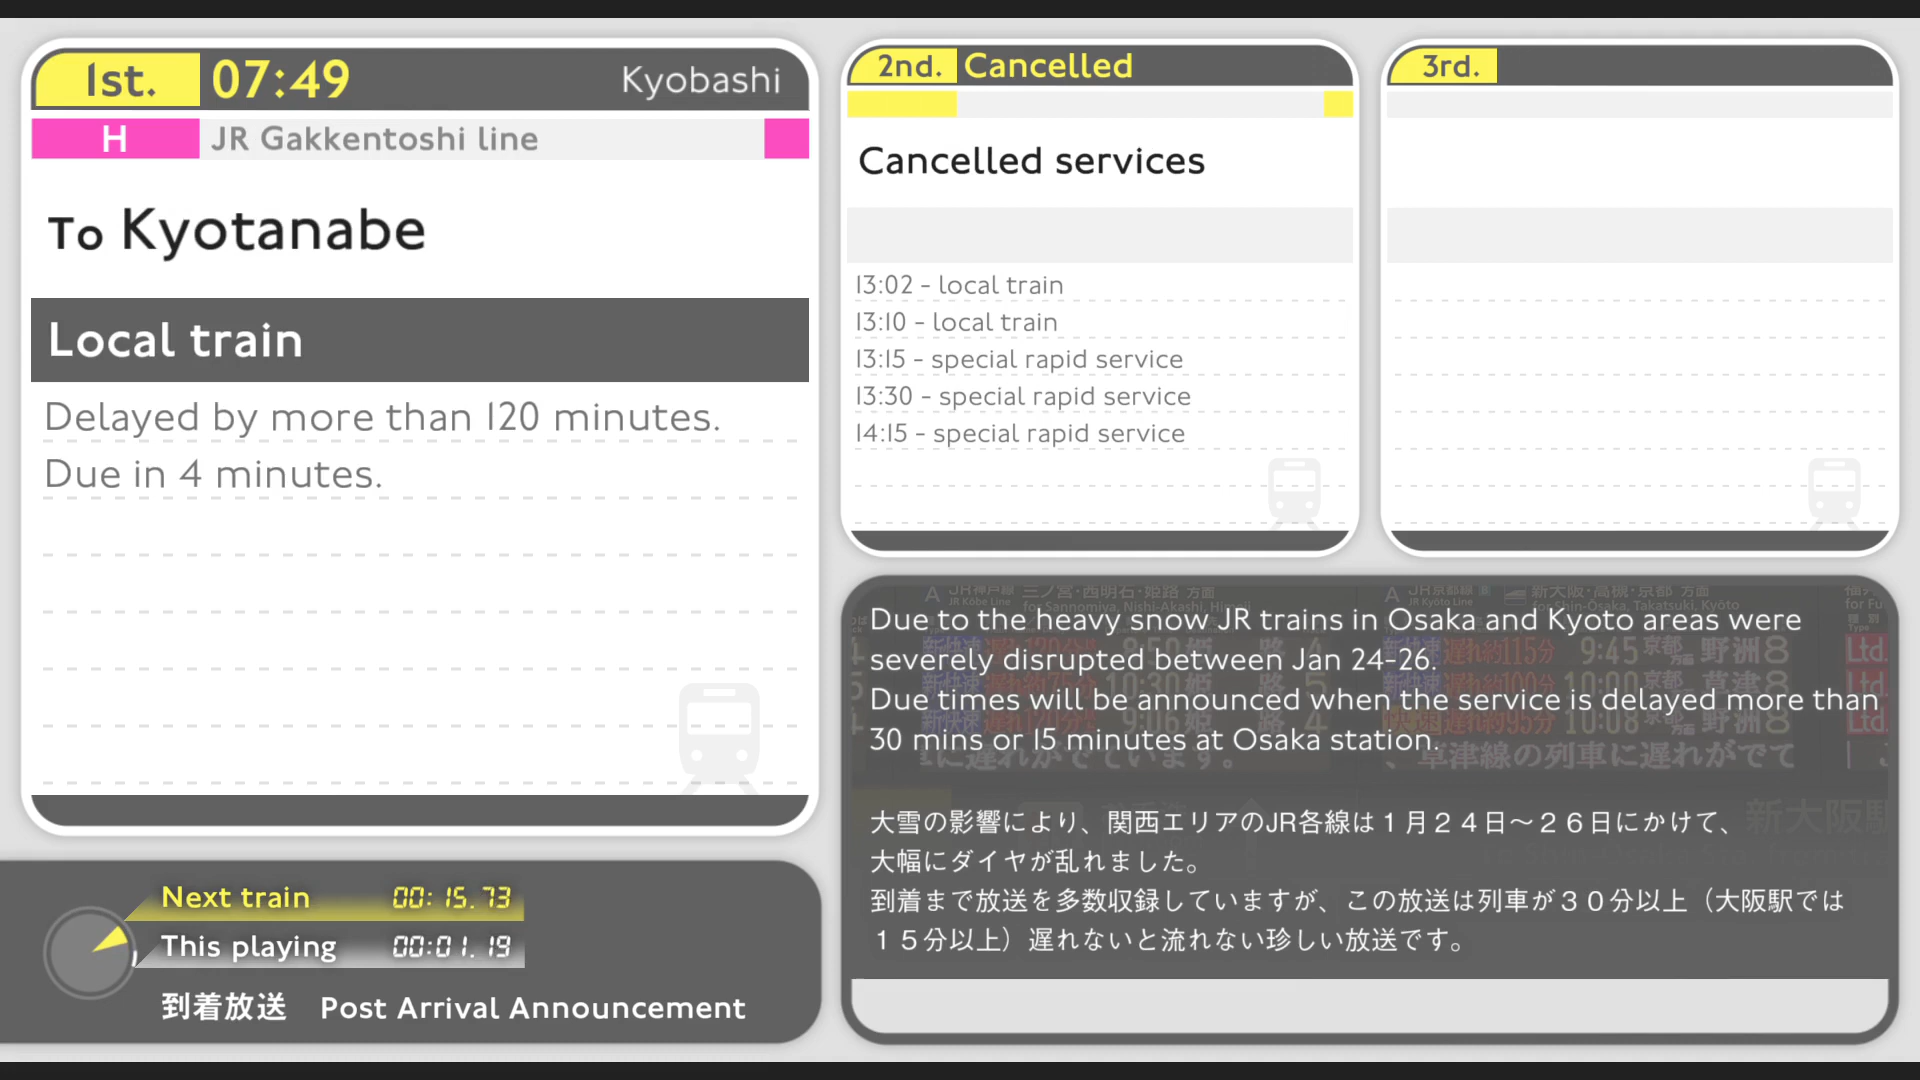 1st. 07:49 Kyobashi
H JR Gakkentoshi line
To Kyotanabe
Local train
Delayed by more than 120 minutes.
Due in 4 minutes.
2nd. Cancelled
Cancelled services
13:02 - local train
13:10 - local train
13:15 - special rapid service
13:30 - special rapid service
14:15 - special rapid service
3rd.
Due to the heavy snow JR trains in Osaka and Kyoto areas were
severely disrupted between Jan 24-26.
Due times will be announced when the service is delayed more than
30 mins or 15 minutes at Osaka station.
大雪の影響により、関西エリアのJR各線は１月２４日～２６日にかけて、
大幅にダイヤが乱れました。
到着まで放送を多数収録していますが、この放送は列車が３０分以上（大阪駅では
１５分以上）遅れないと流れない珍しい放送です。
Next train 00:15.73
This playing 00:01.19
到着放送 Post Arrival Announcement